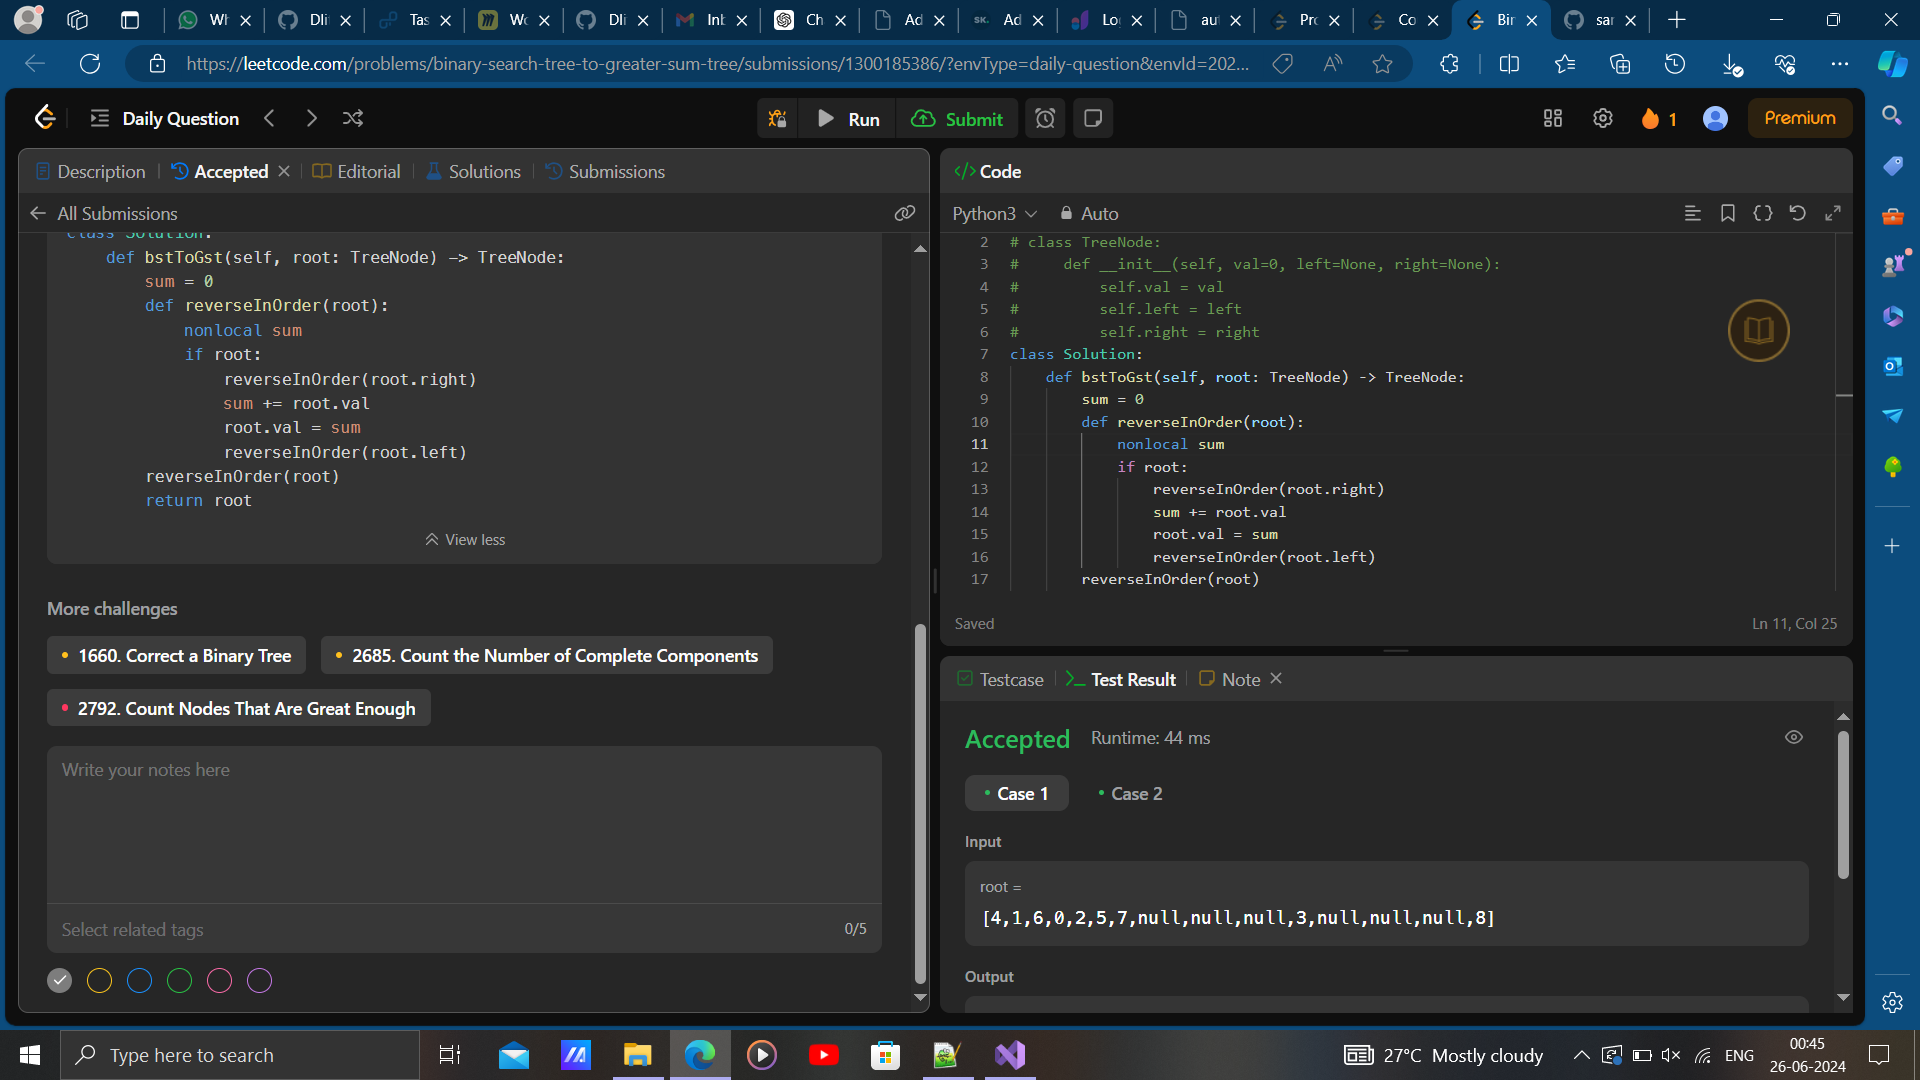 Wh
Dli
Tas
Wo
Dli
Inb
Ch
Ad
SK.
Ad
Lo
au
Pro
Co
Bir
sar
https://leetcode.com/problems/binary-search-tree-to-greater-sum-tree/submissions/1300185386/?envType=daily-question&envId=202...
Daily Question
Run
Submit
1
Premium
Description
Accepted
Editorial
Solutions
Submissions
All Submissions
class Solution:
def bstToGst(self, root: TreeNode) -> TreeNode:
sum = 0
def reverseInOrder(root):
nonlocal sum
if root:
reverseInOrder(root.right)
sum += root.val
root.val = sum
reverseInOrder(root.left)
reverseInOrder(root)
return root
View less
More challenges
1660. Correct a Binary Tree
2685. Count the Number of Complete Components
2792. Count Nodes That Are Great Enough
Write your notes here
Select related tags
0/5
</> Code
Python3
Auto
2 # class TreeNode:
3 # def __init__(self, val=0, left=None, right=None):
4 # self.val = val
5 # self.left = left
6 # self.right = right
7 class Solution:
8 def bstToGst(self, root: TreeNode) -> TreeNode:
9 sum = 0
10 def reverseInOrder(root):
11 nonlocal sum
12 if root:
13 reverseInOrder(root.right)
14 sum += root.val
15 root.val = sum
16 reverseInOrder(root.left)
17 reverseInOrder(root)
Saved
Ln 11, Col 25
Testcase
Test Result
Note
Accepted
Runtime: 44 ms
Case 1
Case 2
Input
root =
[4,1,6,0,2,5,7,null,null,null,3,null,null,null,8]
Output
Type here to search
27°C Mostly cloudy
ENG
00:45
26-06-2024